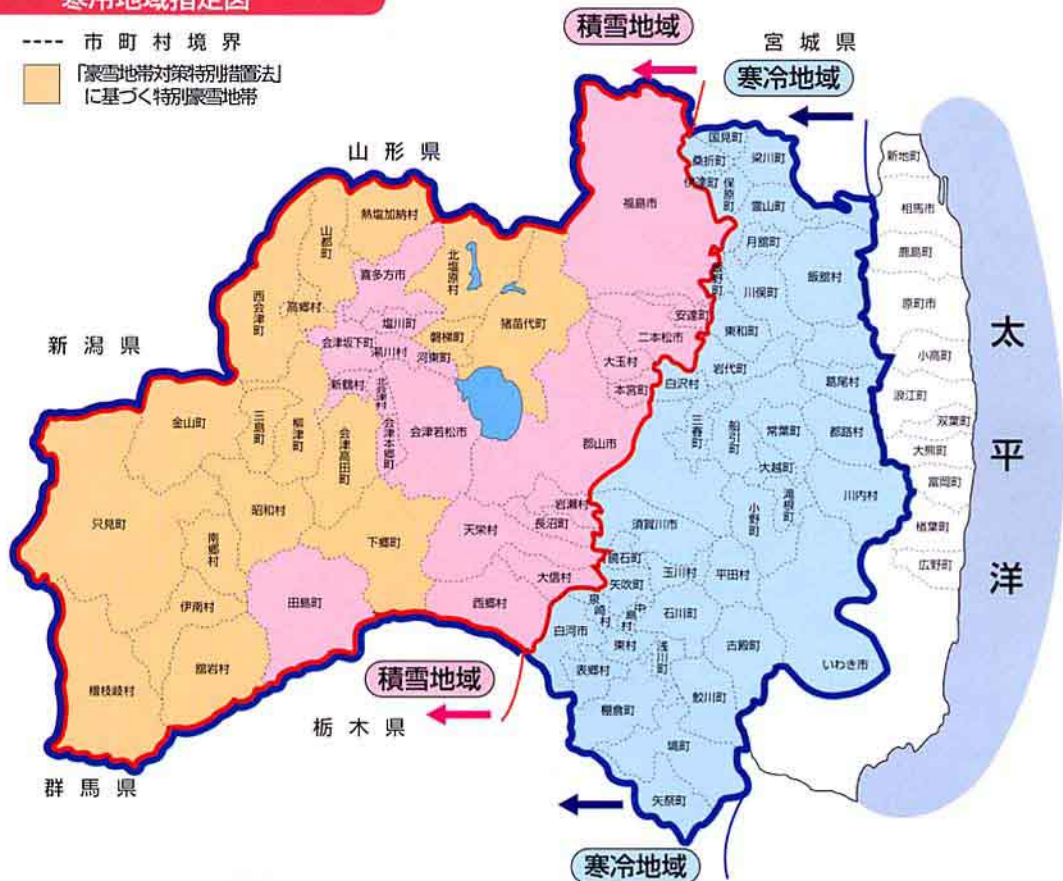 寒冷地域指定図
市町村境界
「豪雪地帯対策特別措置法」
に基づく特別豪雪地帯
積雪地域
宮城県
寒冷地域
山形県
新潟県
群馬県
栃木県
太平洋
国見町
桑折町
梁川町
伊達町
保原町
霊山町
福島市
月舘町
飯舘村
川俣町
安達町
二本松市
東和町
大玉村
岩代町
本宮町
白沢村
葛尾村
三春町
船引町
常葉町
都路村
郡山市
大越町
滝根町
小野町
川内村
新地町
相馬市
鹿島町
原町市
小高町
浪江町
双葉町
大熊町
富岡町
楢葉町
広野町
熱塩加納村
山都町
喜多方市
北塩原村
西会津町
高郷村
塩川町
磐梯町
猪苗代町
会津坂下町
湯川村
河東町
新鶴村
北会津村
会津本郷町
会津若松市
金山町
三島町
柳津町
会津高田町
只見町
昭和村
南郷村
下郷町
伊南村
田島町
舘岩村
檜枝岐村
岩瀬村
天栄村
長沼町
須賀川市
鏡石町
大信村
矢吹町
玉川村
平田村
西郷村
泉崎村
中島村
石川町
白河市
東村
浅川町
古殿町
いわき市
表郷村
棚倉町
鮫川村
塙町
矢祭町
積雪地域
寒冷地域